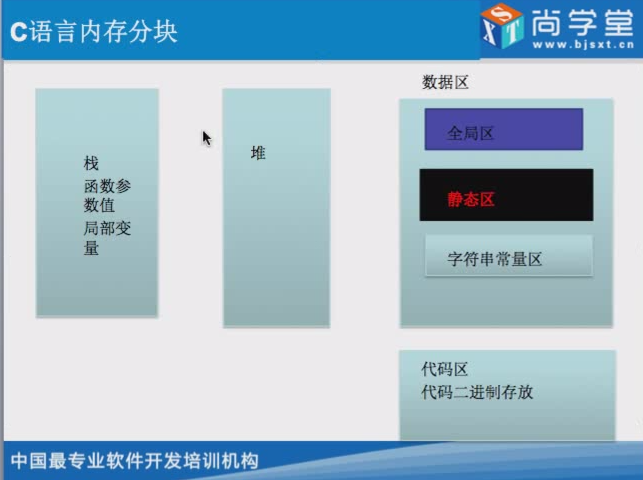 C语言内存分块
SXT
尚学堂
www.bjsxt.cn
栈
函数参
数值
局部变
量
堆
数据区
全局区
静态区
字符串常量区
代码区
代码二进制存放
中国最专业软件开发培训机构